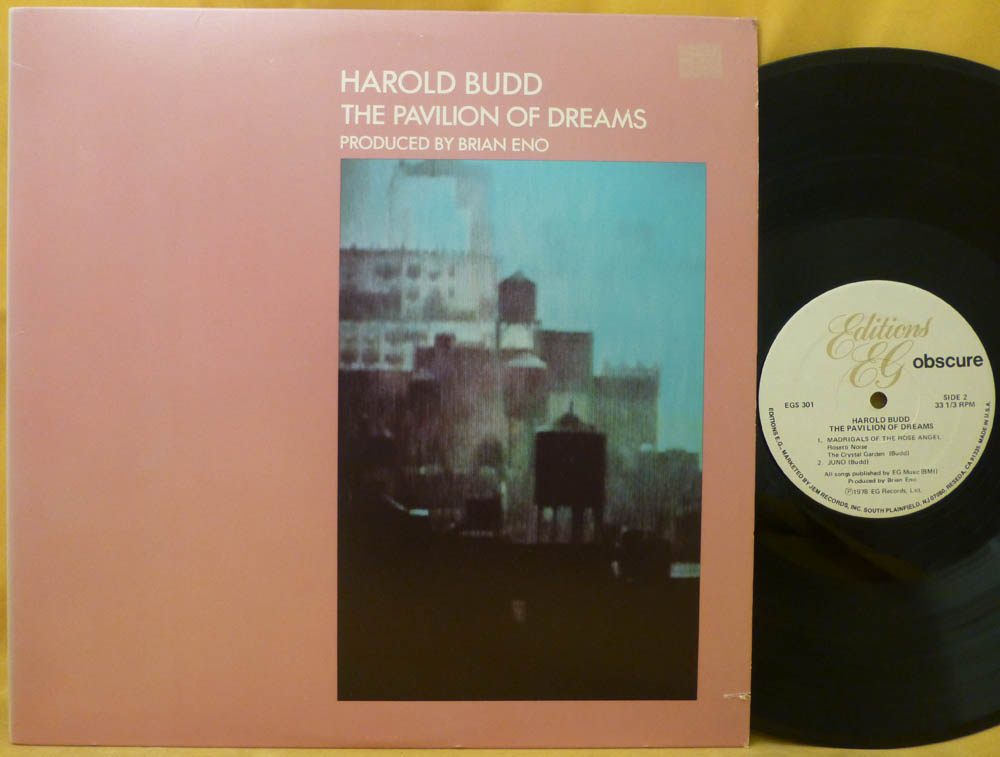 HAROLD BUDD
THE PAVILION OF DREAMS
PRODUCED BY BRIAN ENO
Editions
EG
obscure
EGS 301
SIDE 2
33 1/3 RPM
HAROLD BUDD
THE PAVILION OF DREAMS
1. MADRIGALS OF THE ROSE ANGEL
Rosetti Noise
The Crystal Garden (Budd)
2. JUNO (Budd)
All songs published by EG Music (BMI)
Produced by Brian Eno
Ⓟ1978 EG Records, Ltd.
EDITIONS E.G., MARKETED BY JEM RECORDS, INC. SOUTH PLAINFIELD, NJ 07080, RESEDA, CA 91335, MADE IN U.S.A.